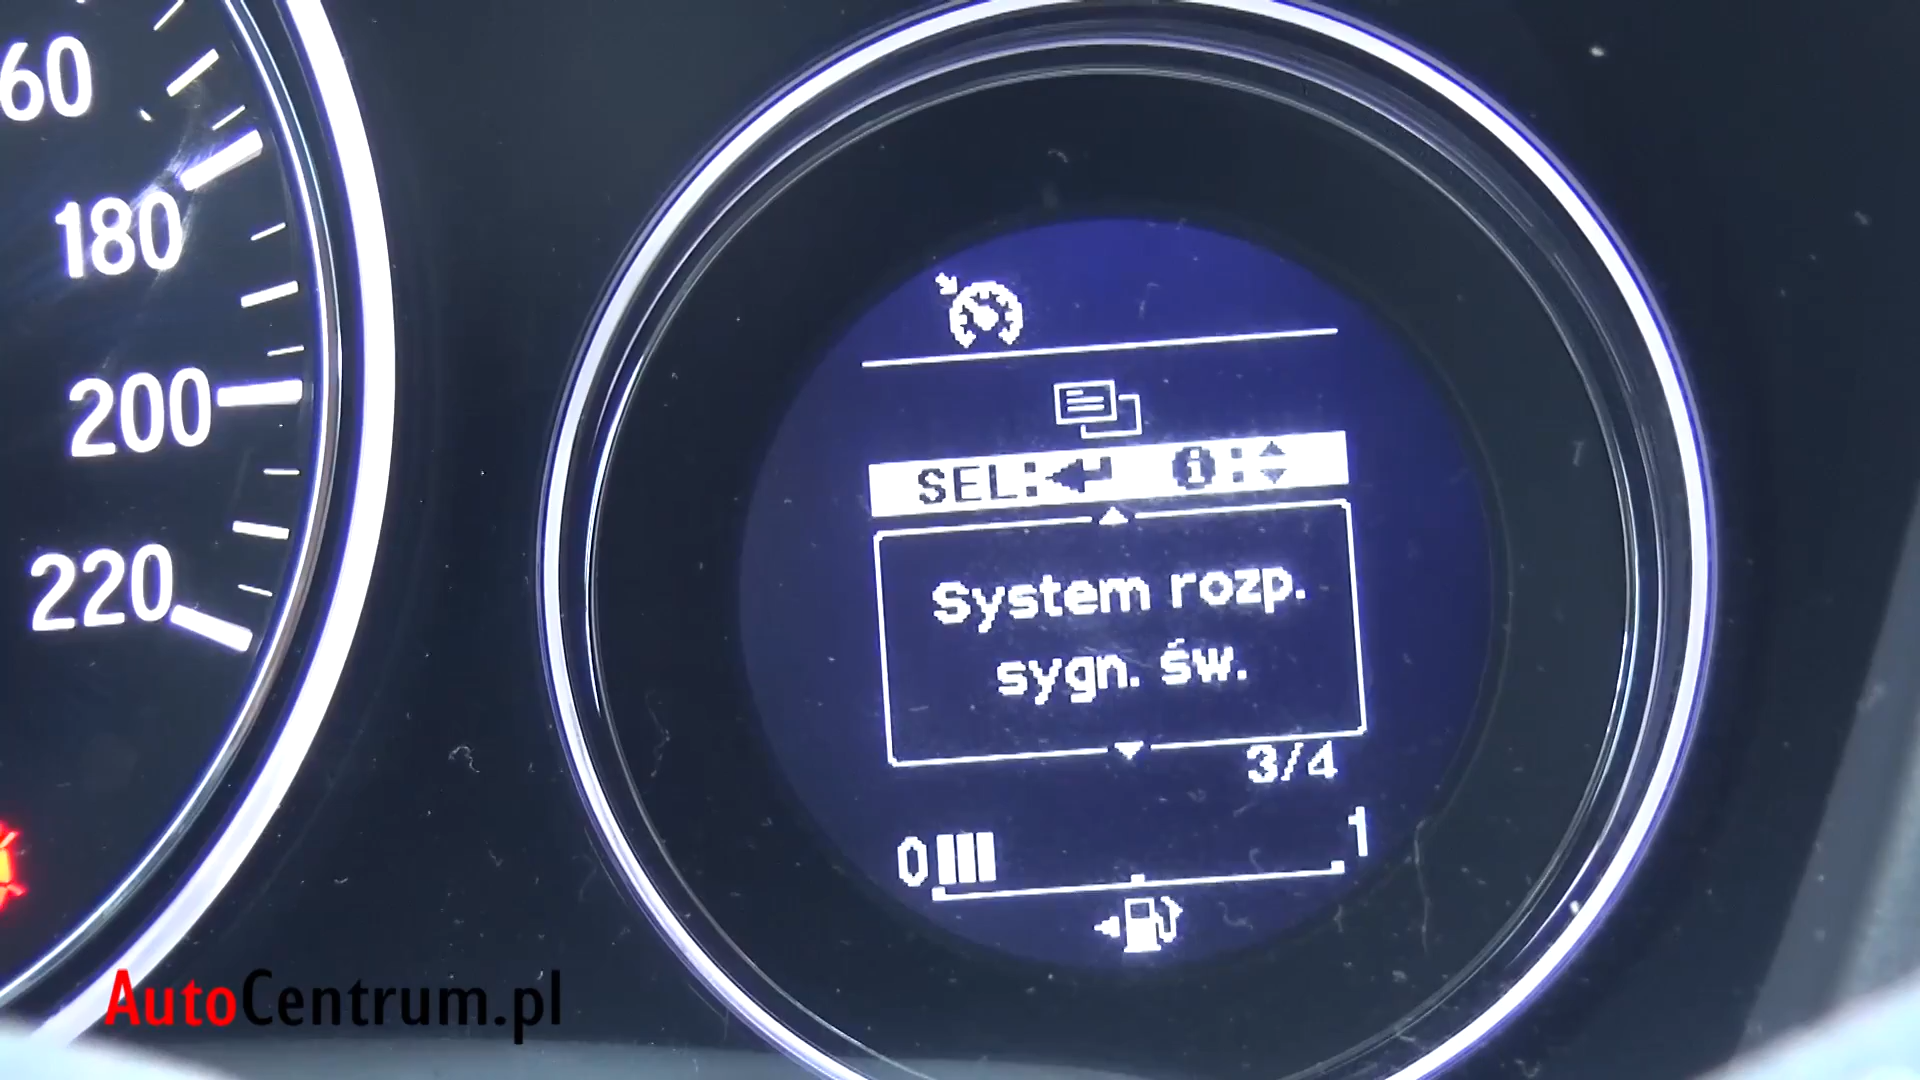 60
180
200
220
SEL: i:
System rozp.
sygn. św.
3/4
0 1
AutoCentrum.pl